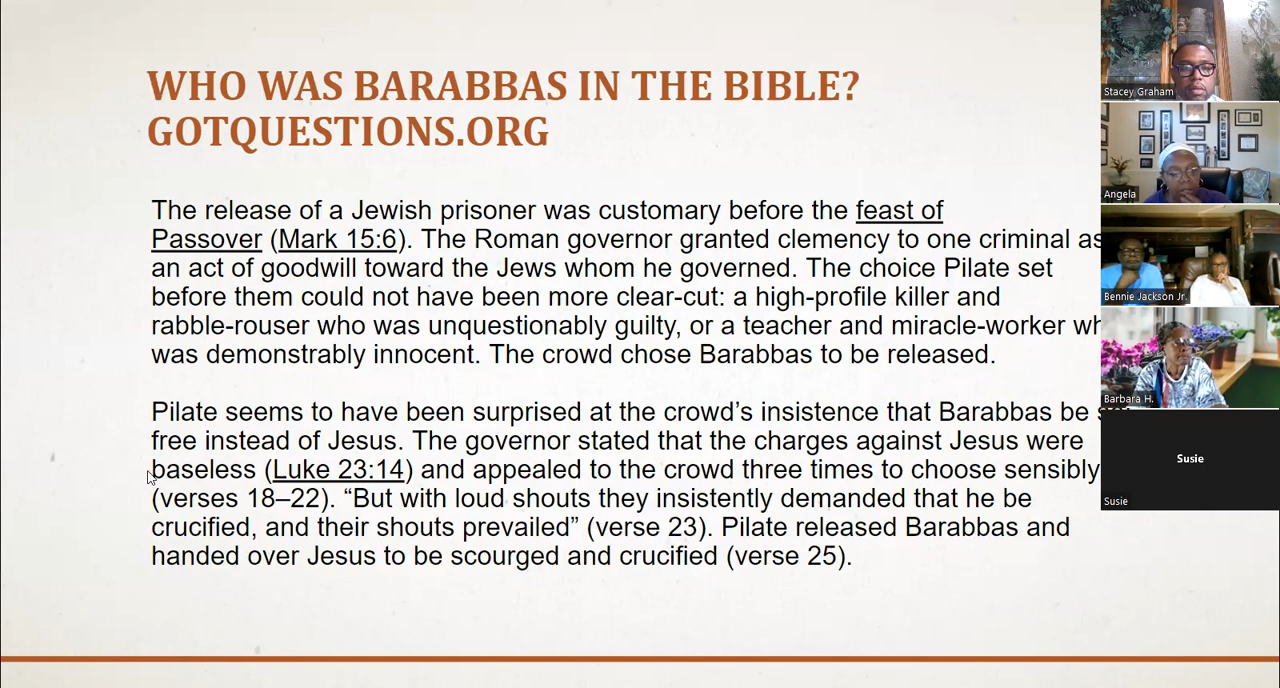 WHO WAS BARABBAS IN THE BIBLE?
GOTQUESTIONS.ORG
The release of a Jewish prisoner was customary before the feast of
Passover (Mark 15:6). The Roman governor granted clemency to one criminal as
an act of goodwill toward the Jews whom he governed. The choice Pilate set
before them could not have been more clear-cut: a high-profile killer and
rabble-rouser who was unquestionably guilty, or a teacher and miracle-worker
was demonstrably innocent. The crowd chose Barabbas to be released.
Pilate seems to have been surprised at the crowd’s insistence that Barabbas be
free instead of Jesus. The governor stated that the charges against Jesus were
baseless (Luke 23:14) and appealed to the crowd three times to choose sensibly
(verses 18–22). “But with loud shouts they insistently demanded that he be
crucified, and their shouts prevailed” (verse 23). Pilate released Barabbas and
handed over Jesus to be scourged and crucified (verse 25).
Stacey Graham
Angela
Bennie Jackson Jr.
Barbara H.
Susie
Susie